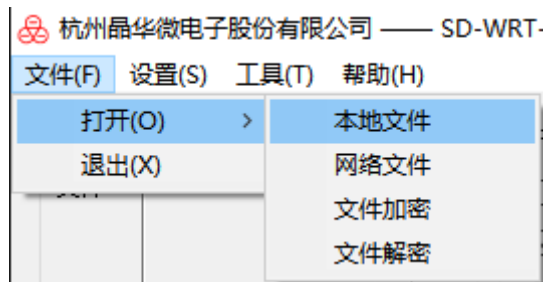 杭州晶华微电子股份有限公司 —— SD-WRT-
文件(F) 设置(S) 工具(T) 帮助(H)
打开(O) > 本地文件
退出(X) 网络文件
文件加密
文件解密